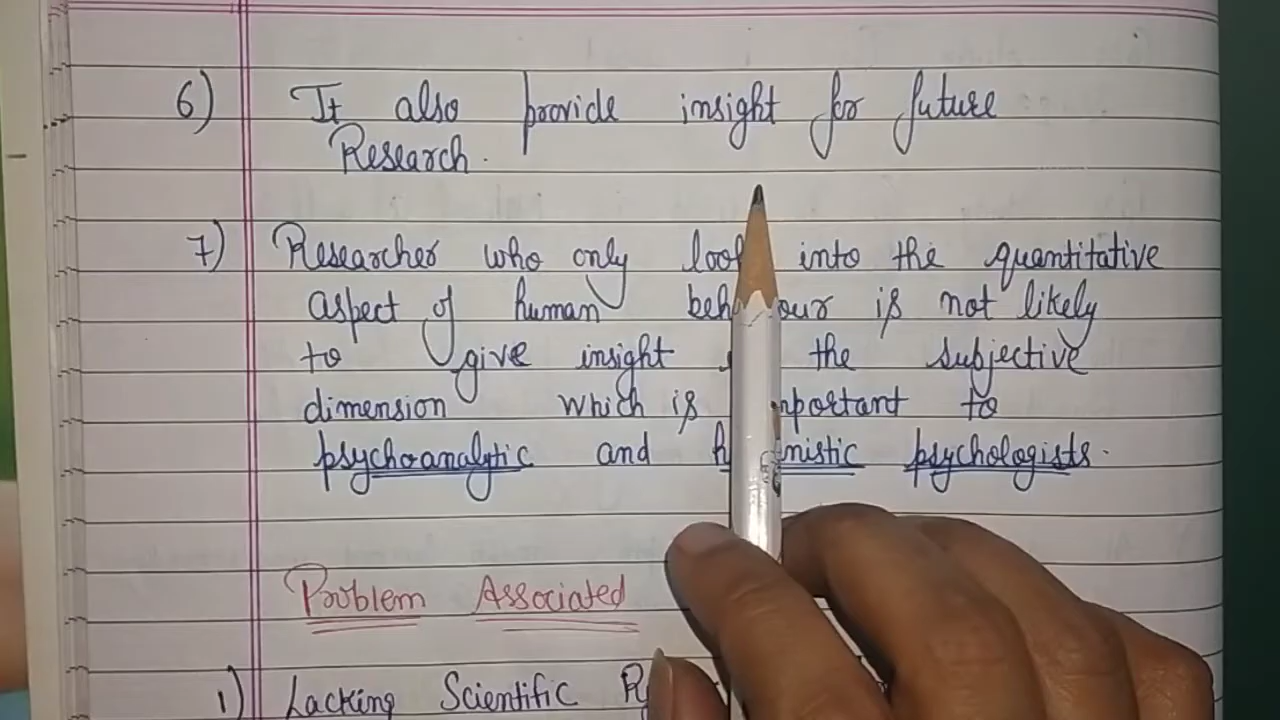 6) It also provide insight for future
Research.
7) Researcher who only look into the quantitative
aspect of human behaviour is not likely
to give insight the subjective
dimension which is important to
psychoanalytic and psychologists.
Problem Associated
1) Lacking Scientific